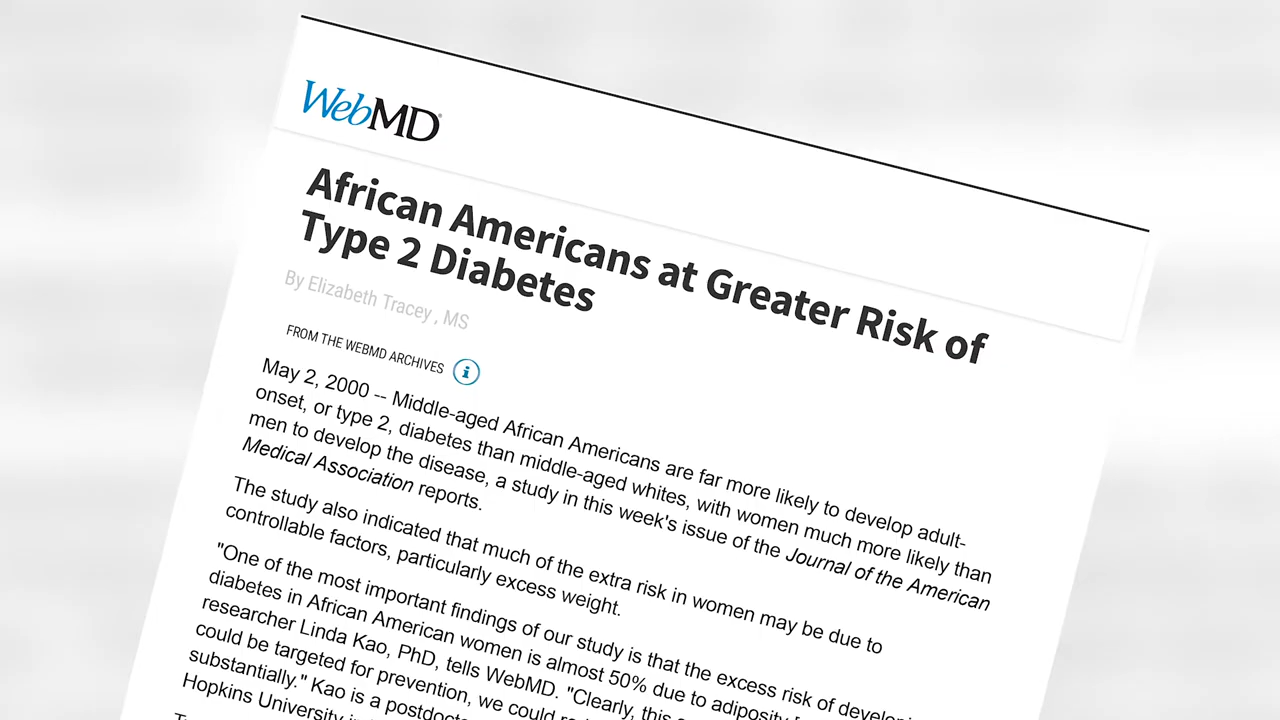 WebMD
African Americans at Greater Risk of
Type 2 Diabetes
By Elizabeth Tracey , MS
FROM THE WEBMD ARCHIVES
May 2, 2000 -- Middle-aged African Americans are far more likely to develop adult-
onset, or type 2, diabetes than middle-aged whites, with women much more likely than
men to develop the disease, a study in this week's issue of the Journal of the American
Medical Association reports.
The study also indicated that much of the extra risk in women may be due to
controllable factors, particularly excess weight.
"One of the most important findings of our study is that the excess risk of
diabetes in African American women is almost 50% due to adiposity
researcher Linda Kao, PhD, tells WebMD. "Clearly, this
could be targeted for prevention, we could
substantially." Kao is a
Hopkins University